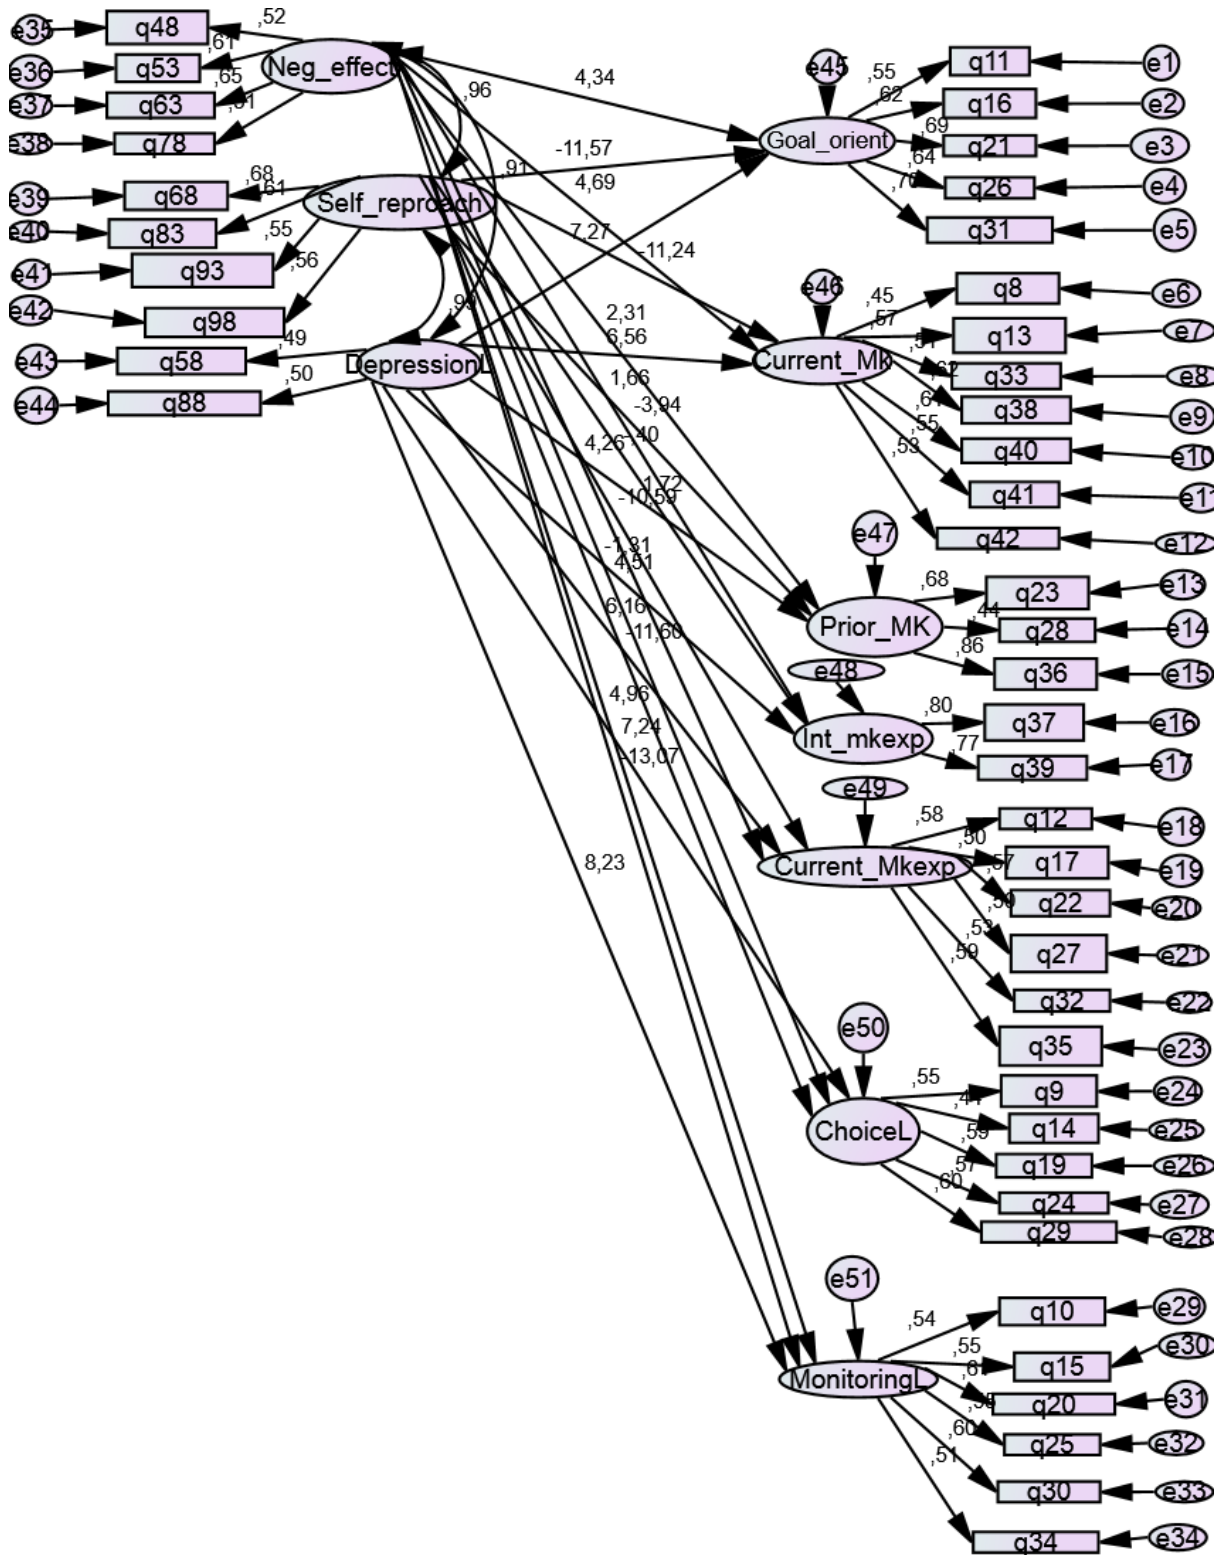 e35
q48
,52
e36
q53
,61
e37
q63
,65
e38
q78
Neg_effect
e39
q68
,68
,61
e40
q83
e41
q93
,55
e42
q98
,56
Self_reproach
e43
q58
,49
e44
q88
,50
DepressionL
,96
,91
4,34
-11,57
4,69
7,27
-11,24
2,31
6,56
1,66
-3,94
4,26
-,40
1,72
-10,59
-1,31
4,51
6,16
-11,60
4,96
7,24
-13,07
8,23
e45
Goal_orient
,55
q11
e1
,62
q16
e2
,69
q21
e3
,64
q26
e4
q31
e5
e46
Current_Mk
,45
q8
e6
,57
q13
e7
q33
e8
,62
q38
e9
q40
e10
,55
q41
e11
,53
q42
e12
e47
Prior_MK
,68
q23
e13
,44
q28
e14
,86
q36
e15
e48
Int_mkexp
,80
q37
e16
,77
q39
e17
e49
Current_Mkexp
,58
q12
e18
,50
q17
e19
,57
q22
e20
q27
e21
,53
q32
e22
,59
q35
e23
e50
ChoiceL
,55
q9
e24
,44
q14
e25
,59
q19
e26
,57
q24
e27
,60
q29
e28
e51
MonitoringL
,54
q10
e29
,55
q15
e30
,61
q20
e31
q25
e32
,60
q30
e33
,51
q34
e34